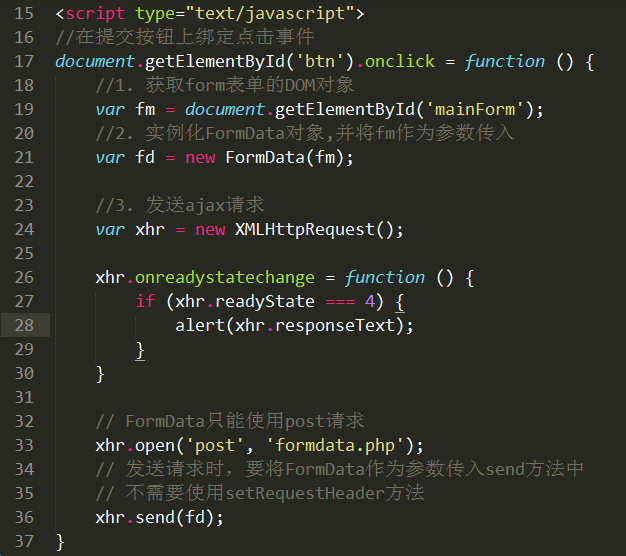 15 <script type="text/javascript">
16 //在提交按钮上绑定点击事件
17 document.getElementById('btn').onclick = function () {
18     //1. 获取form表单的DOM对象
19     var fm = document.getElementById('mainForm');
20     //2. 实例化FormData对象,并将fm作为参数传入
21     var fd = new FormData(fm);
22
23     //3. 发送ajax请求
24     var xhr = new XMLHttpRequest();
25
26     xhr.onreadystatechange = function () {
27         if (xhr.readyState === 4) {
28             alert(xhr.responseText);
29         }
30     }
31
32     // FormData只能使用post请求
33     xhr.open('post', 'formdata.php');
34     // 发送请求时，要将FormData作为参数传入send方法中
35     // 不需要使用setRequestHeader方法
36     xhr.send(fd);
37 }